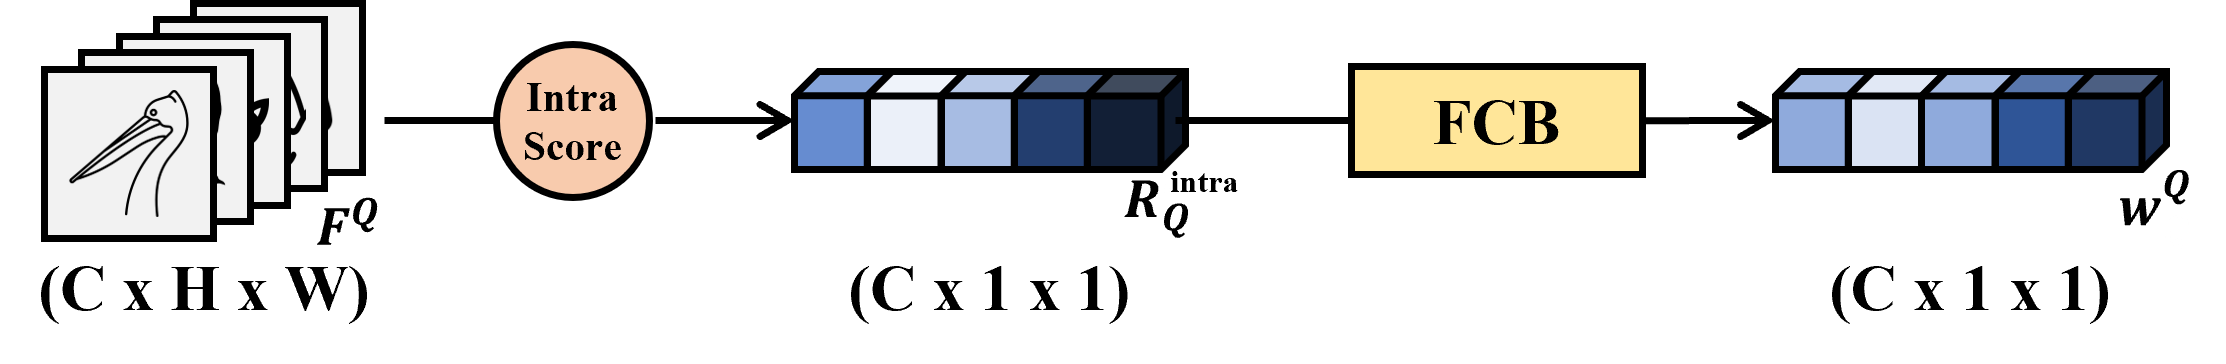 Intra
Score
FCB
F^Q
R_Q^intra
w^Q
(C x H x W)
(C x 1 x 1)
(C x 1 x 1)